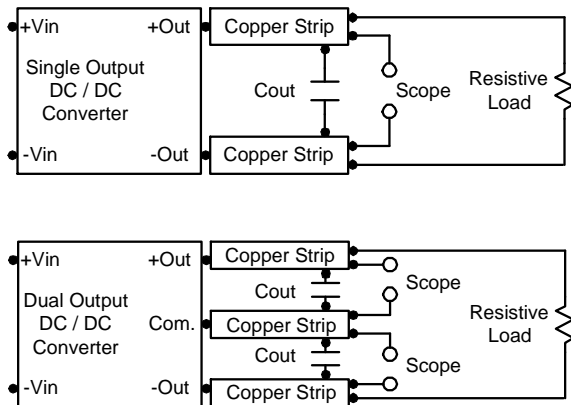 +Vin
+Out
Copper Strip
Single Output
DC / DC
Converter
Cout
Scope
Resistive
Load
-Vin
-Out
Copper Strip
+Vin
+Out
Copper Strip
Cout
Scope
Dual Output
DC / DC
Converter
Com.
Copper Strip
Resistive
Load
Cout
Scope
-Vin
-Out
Copper Strip